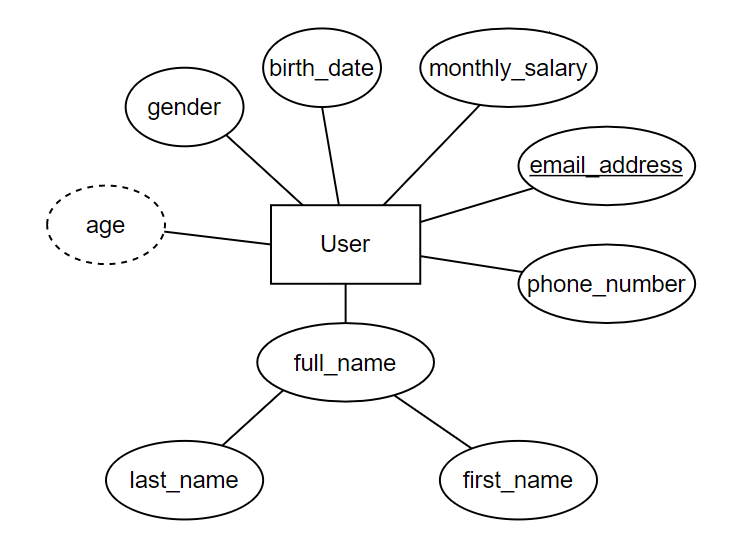 birth_date
monthly_salary
gender
email_address
age
User
phone_number
full_name
last_name
first_name